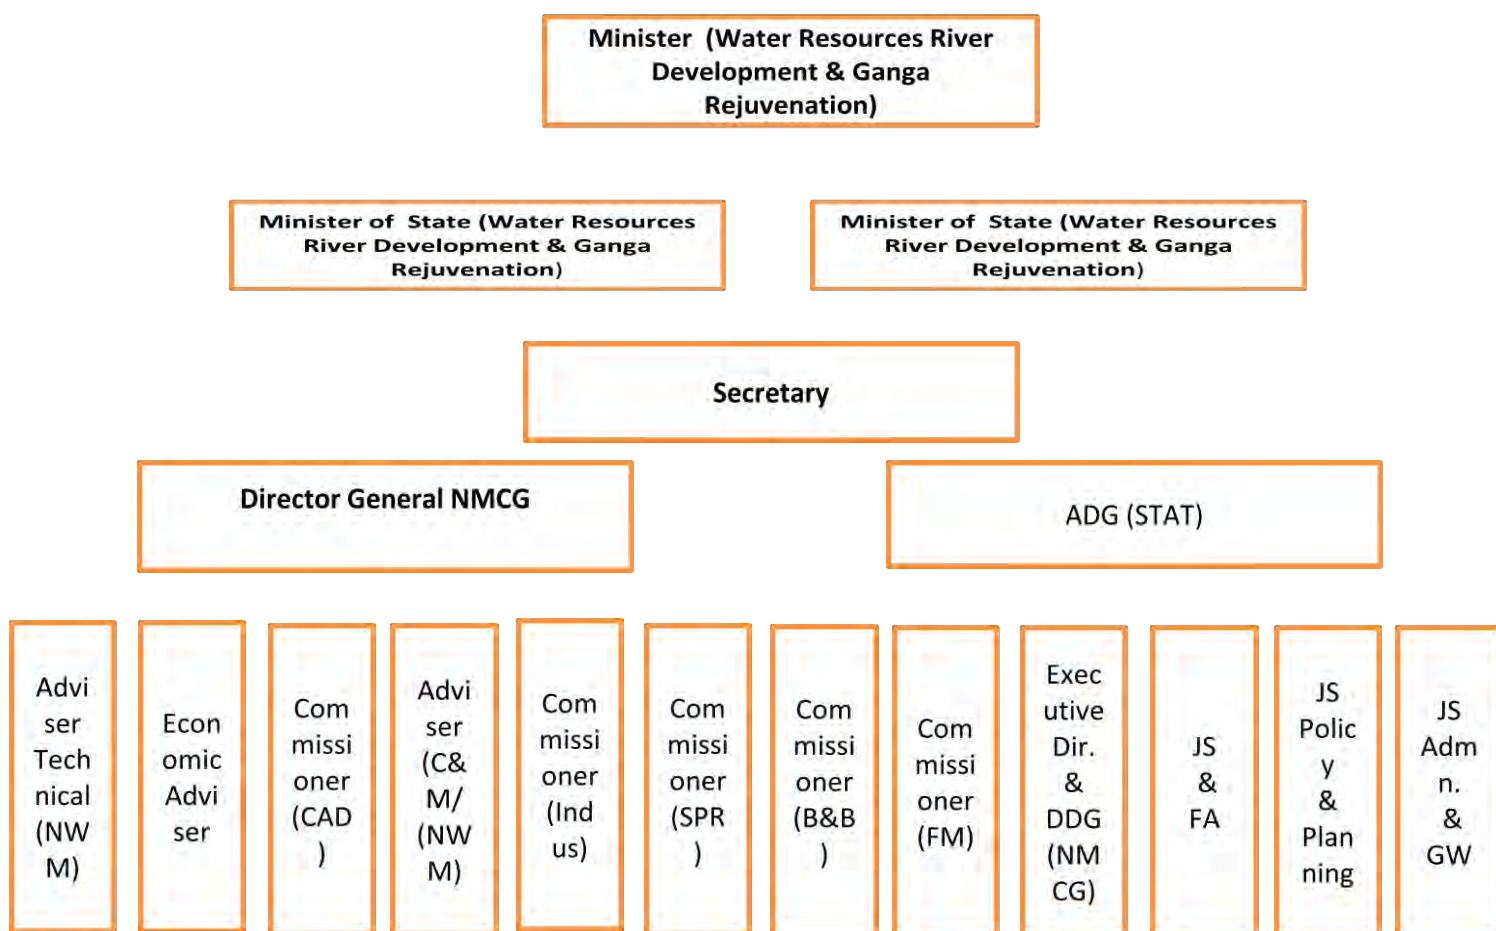 Minister  (Water Resources River
Development & Ganga
Rejuvenation)
Minister of  State (Water Resources
River Development & Ganga
Rejuvenation)
Minister of  State (Water Resources
River Development & Ganga
Rejuvenation)
Secretary
Director General NMCG
ADG (STAT)
Advi
ser
Tech
nical
(NW
M)
Econ
omic
Advi
ser
Com
missi
oner
(CAD
)
Advi
ser
(C&
M/
(NW
M)
Com
missi
oner
(Ind
us)
Com
missi
oner
(SPR
)
Com
missi
oner
(B&B
)
Com
missi
oner
(FM)
Exec
utive
Dir.
&
DDG
(NM
CG)
JS
&
FA
JS
Polic
y
&
Plan
ning
JS
Adm
n.
&
GW